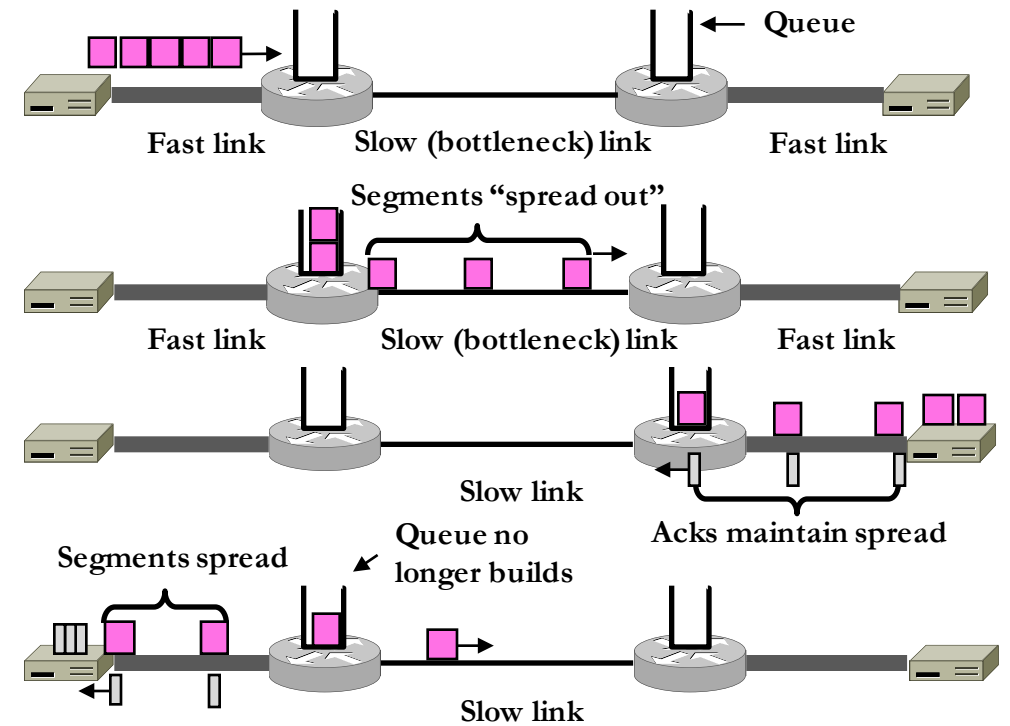 Queue
Fast link
Slow (bottleneck) link
Fast link
Segments “spread out”
Fast link
Slow (bottleneck) link
Fast link
Slow link
Acks maintain spread
Segments spread
Queue no
longer builds
Slow link